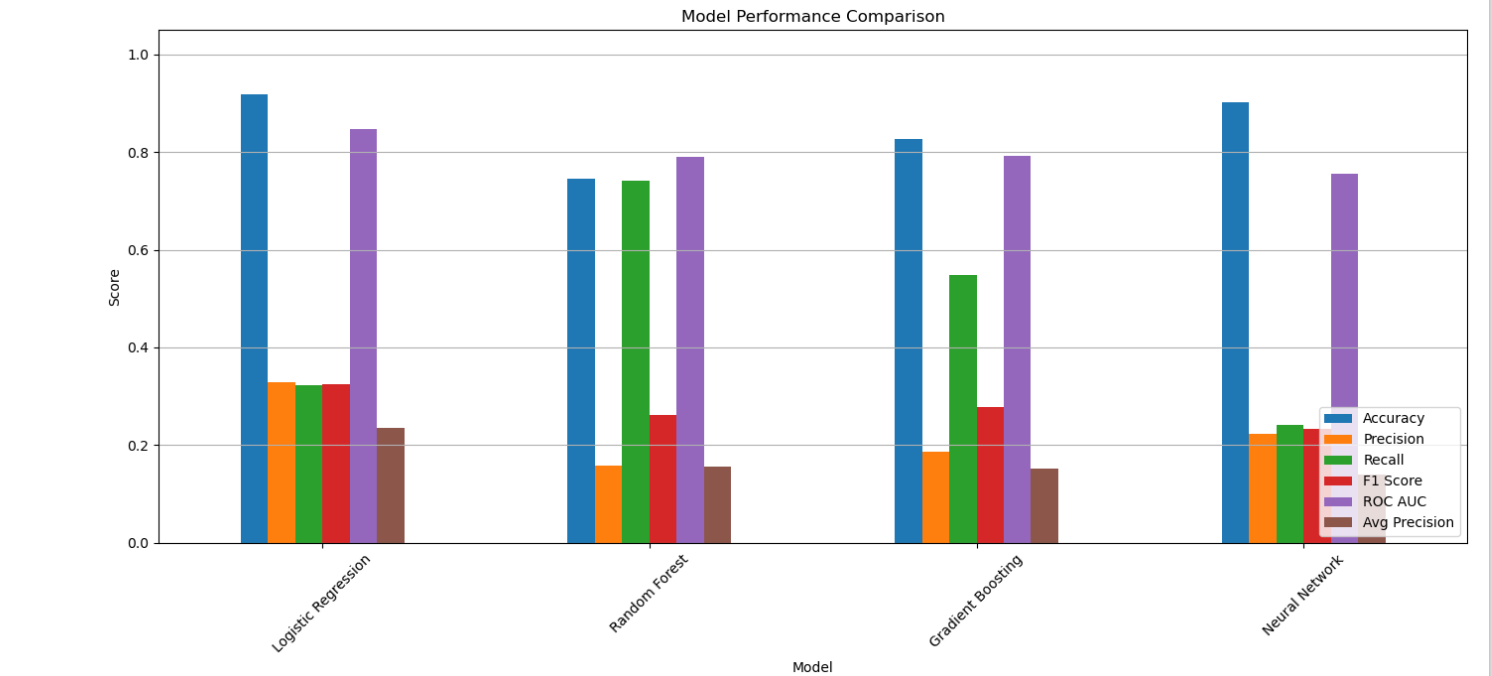 Model Performance Comparison
1.0
0.8
0.6
0.4
0.2
0.0
Score
Accuracy
Precision
Recall
F1 Score
ROC AUC
Avg Precision
Logistic Regression
Random Forest
Gradient Boosting
Neural Network
Model